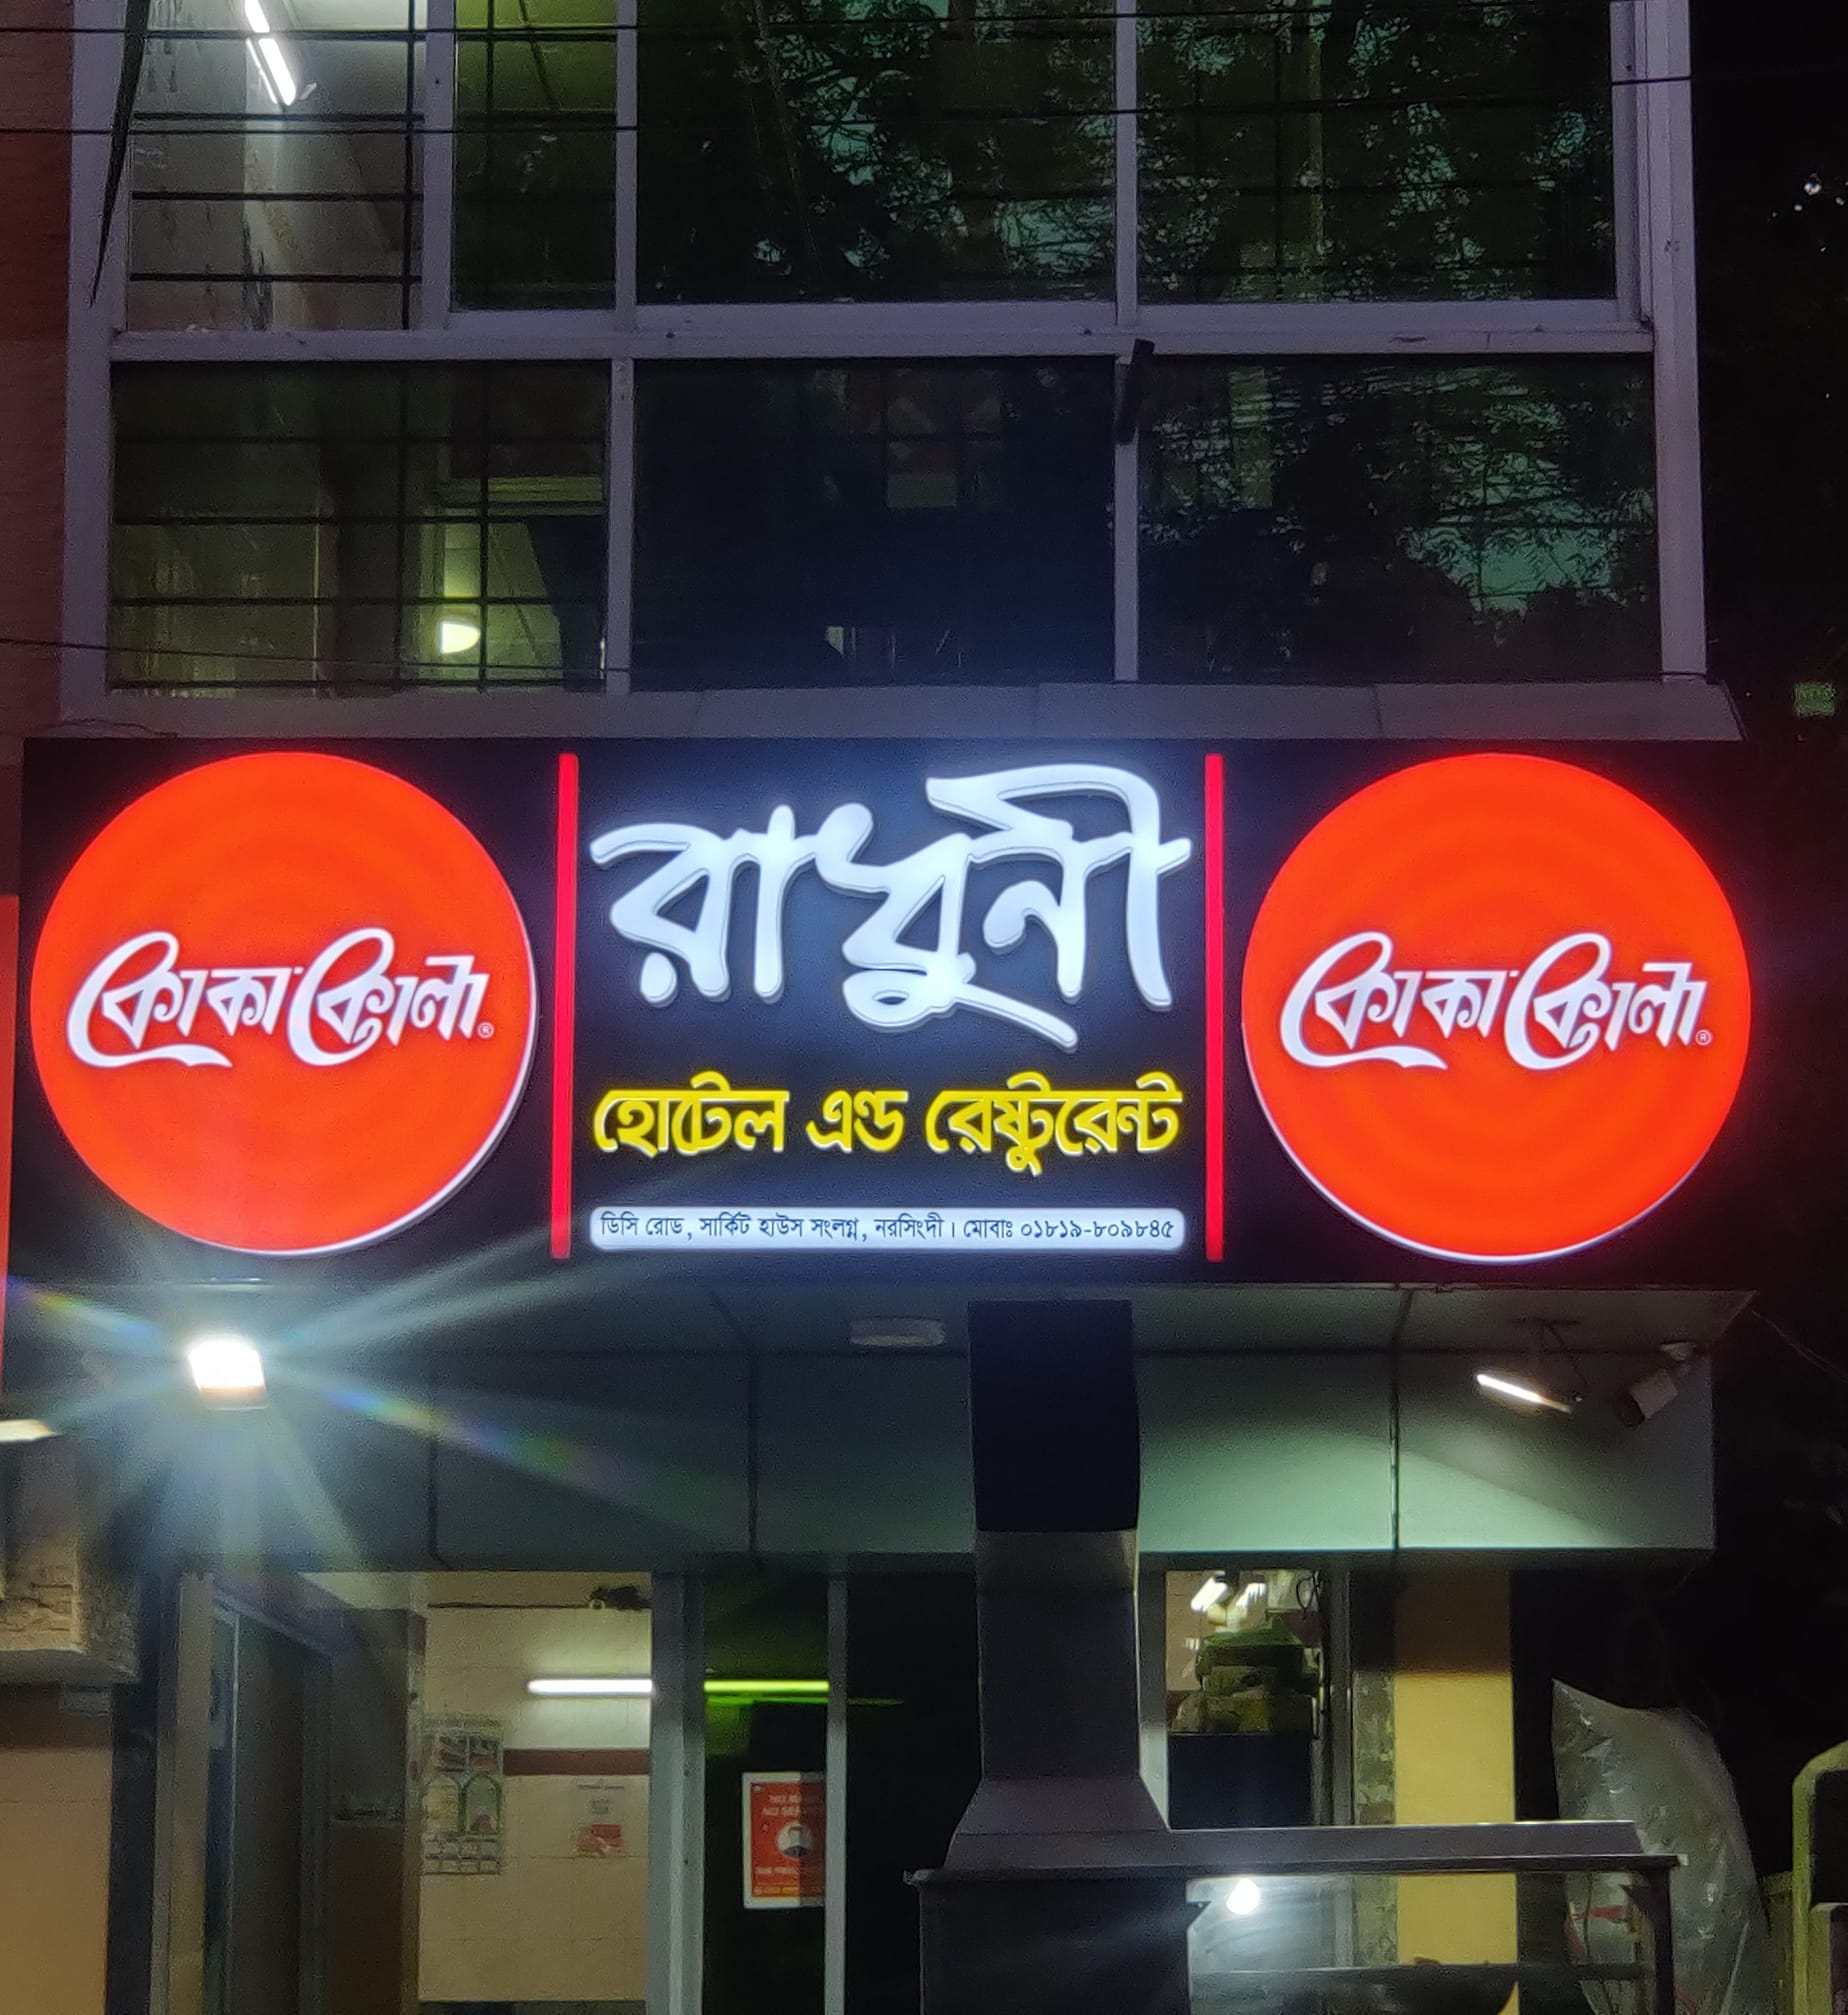 কোকা-কোলা®
রাধুনী
হোটেল এন্ড রেষ্টুরেন্ট
ডিসি রোড, সার্কিট হাউস সংলগ্ন, নরসিংদী। মোবাঃ ০১৮১৯-৮০৯৮৪৫
কোকা-কোলা®